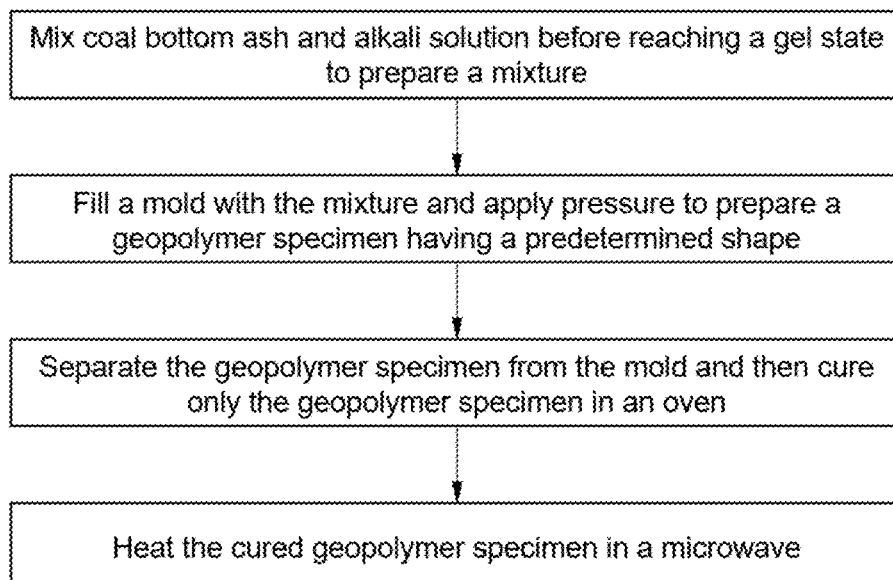 Mix coal bottom ash and alkali solution before reaching a gel state
to prepare a mixture
Fill a mold with the mixture and apply pressure to prepare a
geopolymer specimen having a predetermined shape
Separate the geopolymer specimen from the mold and then cure
only the geopolymer specimen in an oven
Heat the cured geopolymer specimen in a microwave